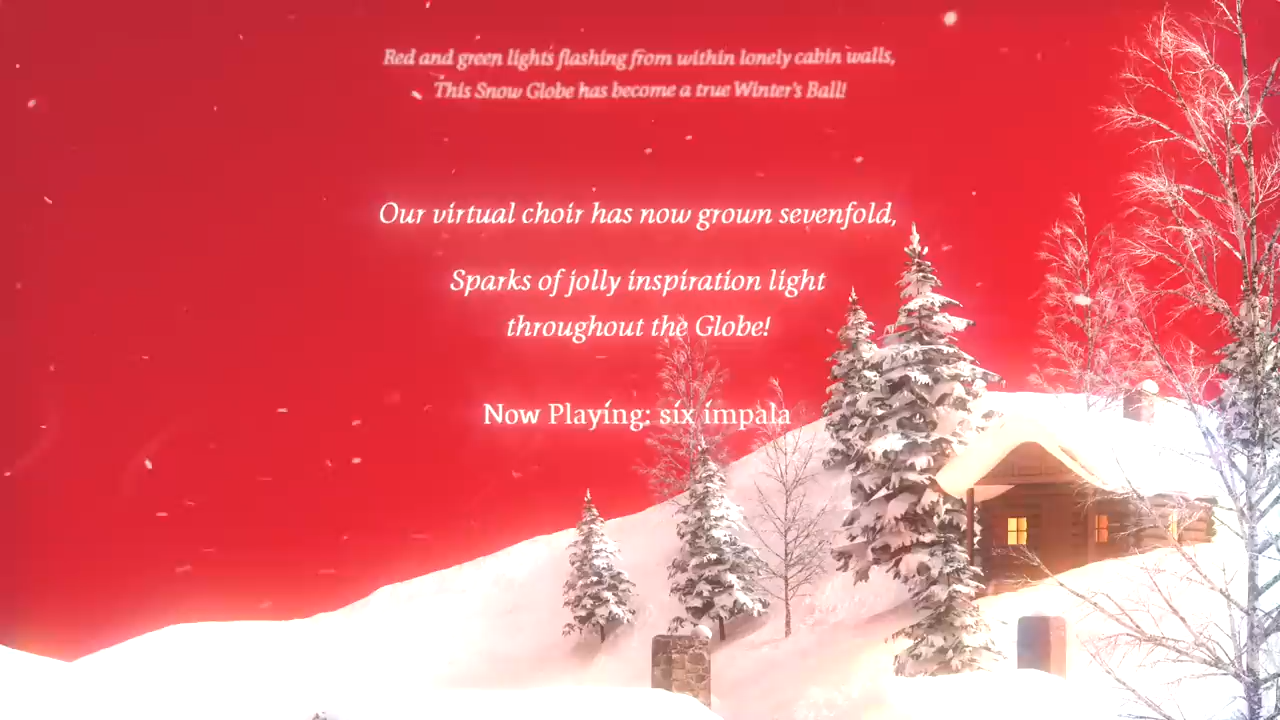 Red and green lights flashing from within lonely cabin walls,
This Snow Globe has become a true Winter's Ball!
Our virtual choir has now grown sevenfold,
Sparks of jolly inspiration light
throughout the Globe!
Now Playing: six impala